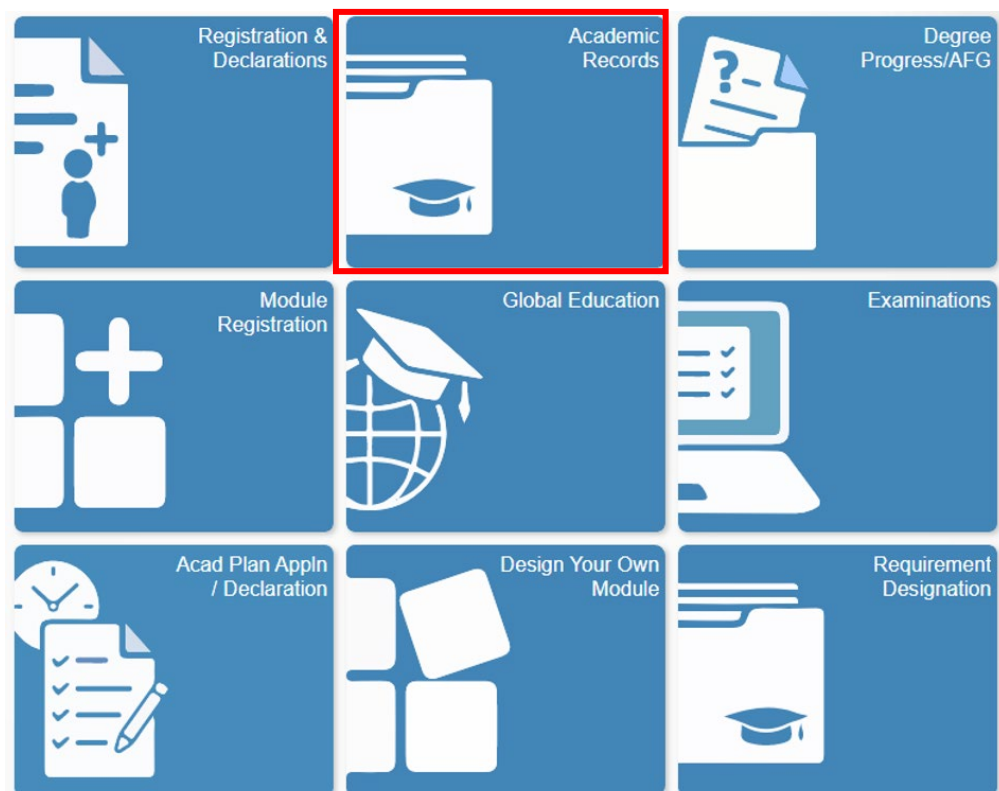 Registration &
Declarations
Academic
Records
Degree
Progress/AFG
?
Module
Registration
Global Education
Examinations
Acad Plan Appln
/ Declaration
Design Your Own
Module
Requirement
Designation